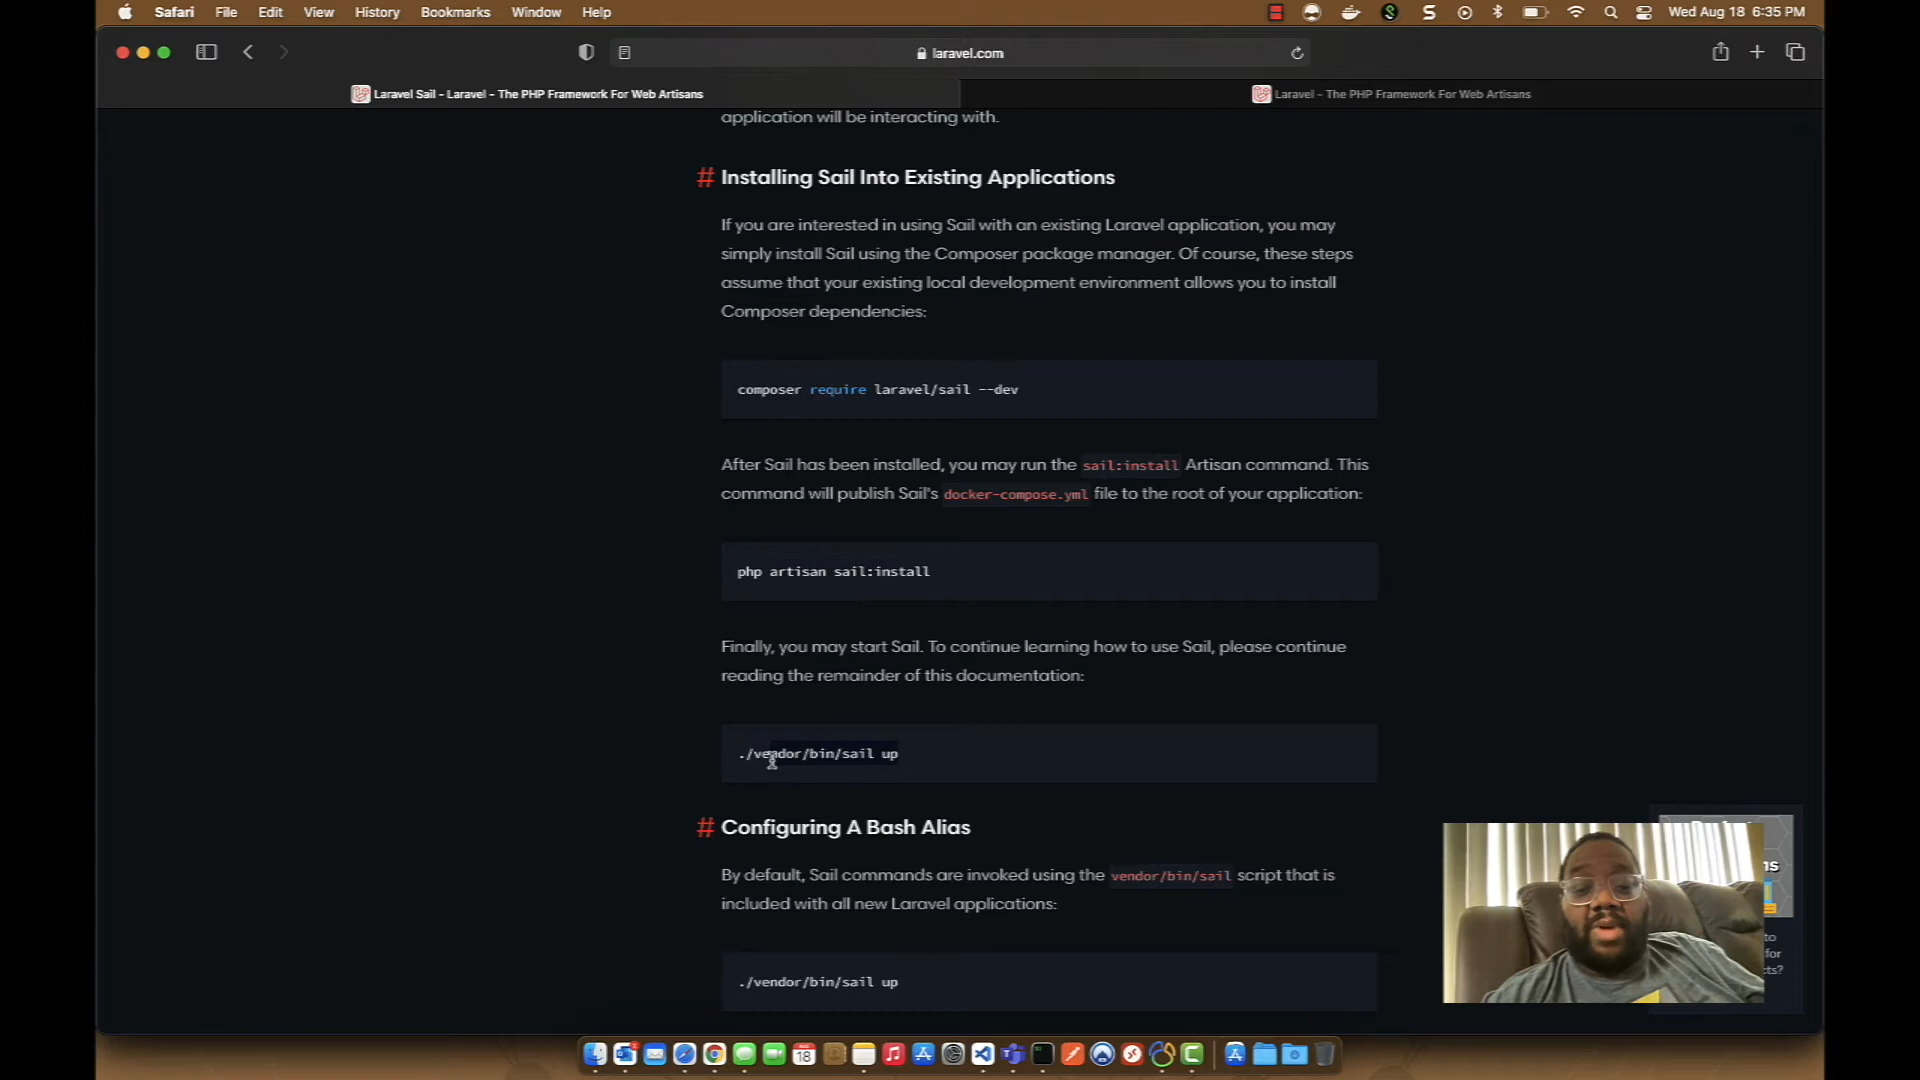 Safari File Edit View History Bookmarks Window Help Wed Aug 18 6:35 PM
laravel.com
Laravel Sail - Laravel - The PHP Framework For Web Artisans
Laravel - The PHP Framework For Web Artisans
application will be interacting with.
# Installing Sail Into Existing Applications
If you are interested in using Sail with an existing Laravel application, you may
simply install Sail using the Composer package manager. Of course, these steps
assume that your existing local development environment allows you to install
Composer dependencies:
composer require laravel/sail --dev
After Sail has been installed, you may run the sail:install Artisan command. This
command will publish Sail's docker-compose.yml file to the root of your application:
php artisan sail:install
Finally, you may start Sail. To continue learning how to use Sail, please continue
reading the remainder of this documentation:
./vendor/bin/sail up
# Configuring A Bash Alias
By default, Sail commands are invoked using the vendor/bin/sail script that is
included with all new Laravel applications:
./vendor/bin/sail up
to
for
18